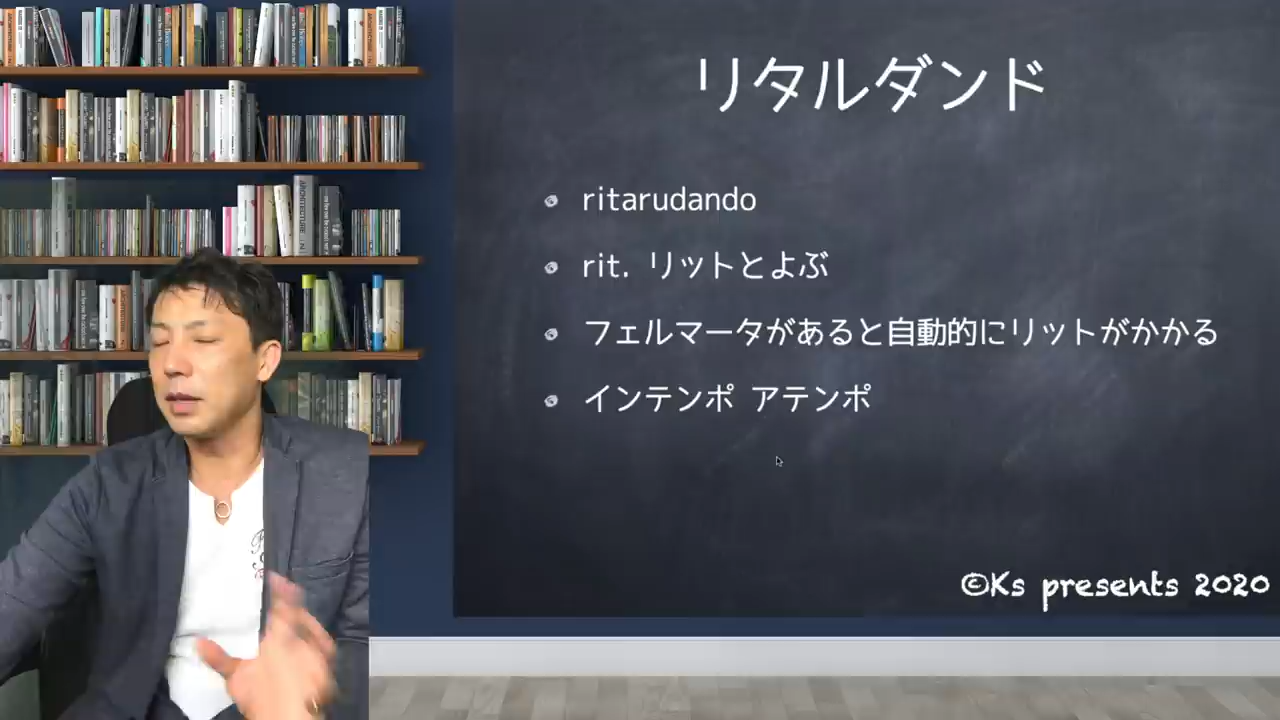 リタルダンド
ritarudando
rit. リットとよぶ
フェルマータがあると自動的にリットがかかる
インテンポ アテンポ
©Ks presents 2020